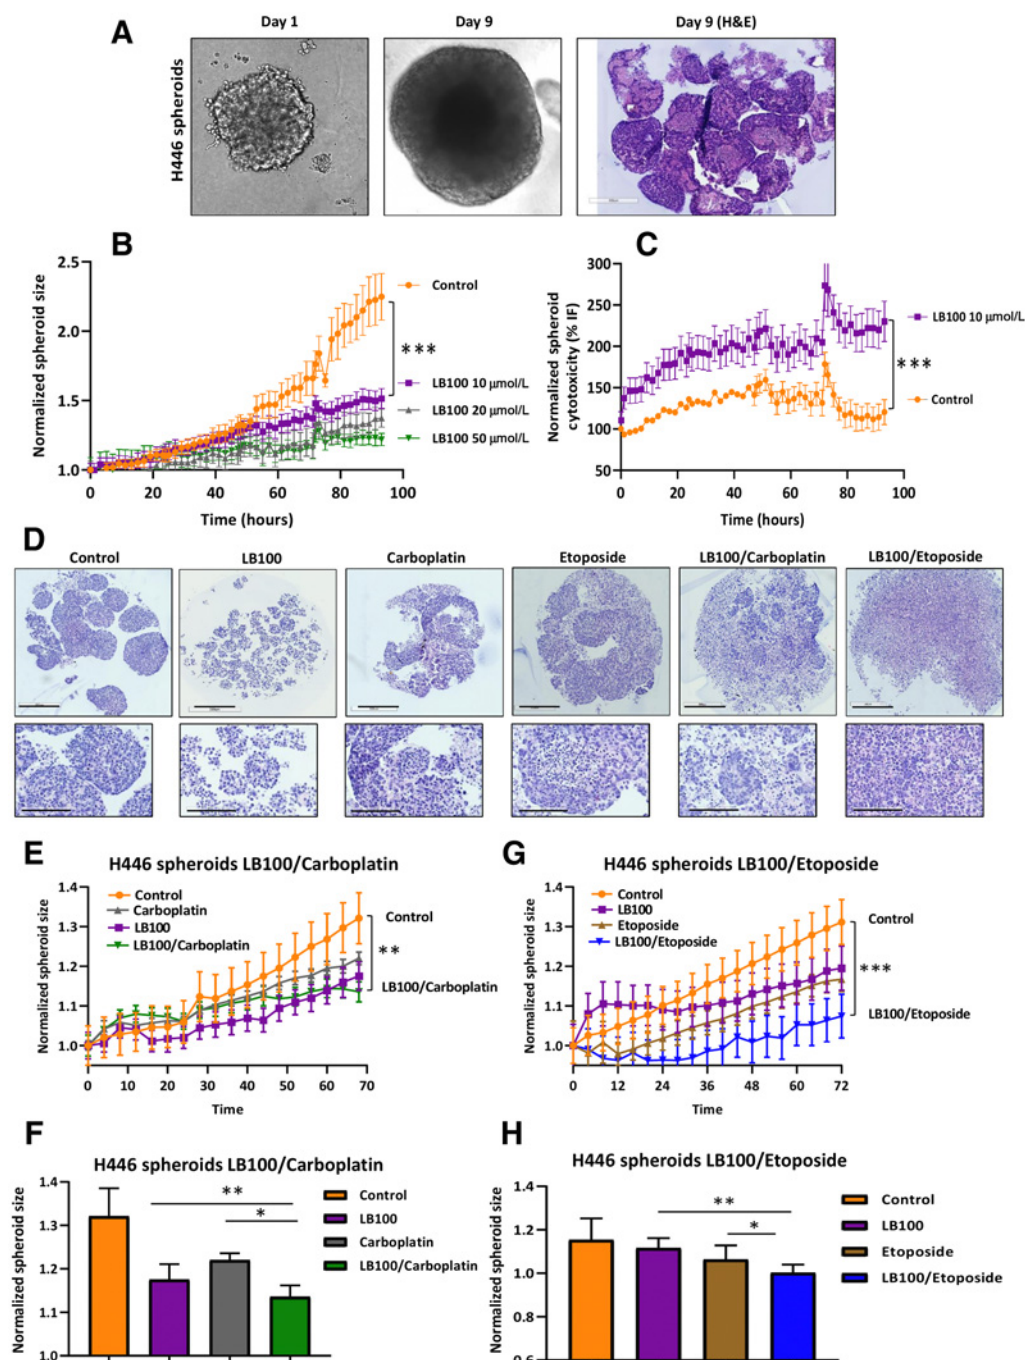 A
Day 1
Day 9
Day 9 (H&E)
H446 spheroids
B
Normalized spheroid size
2.5
2.0
1.5
1.0
0
20
40
60
80
100
Time (hours)
Control
***
LB100 10 μmol/L
LB100 20 μmol/L
LB100 50 μmol/L
C
Normalized spheroid
cytotoxicity (% IF)
300
250
200
150
100
50
0
20
40
60
80
100
Time (hours)
LB100 10 μmol/L
***
Control
D
Control
LB100
Carboplatin
Etoposide
LB100/Carboplatin
LB100/Etoposide
E
H446 spheroids LB100/Carboplatin
Normalized spheroid size
1.4
1.3
1.2
1.1
1.0
0
10
20
30
40
50
60
70
Time
Control
Carboplatin
LB100
LB100/Carboplatin
Control
**
LB100/Carboplatin
G
H446 spheroids LB100/Etoposide
Normalized spheroid size
1.4
1.3
1.2
1.1
1.0
0
12
24
36
48
60
72
Time
Control
LB100
Etoposide
LB100/Etoposide
Control
***
LB100/Etoposide
F
H446 spheroids LB100/Carboplatin
Normalized spheroid size
1.4
1.3
1.2
1.1
1.0
**
*
Control
LB100
Carboplatin
LB100/Carboplatin
H
H446 spheroids LB100/Etoposide
Normalized spheroid size
1.4
1.2
1.0
0.8
0.6
**
*
Control
LB100
Etoposide
LB100/Etoposide